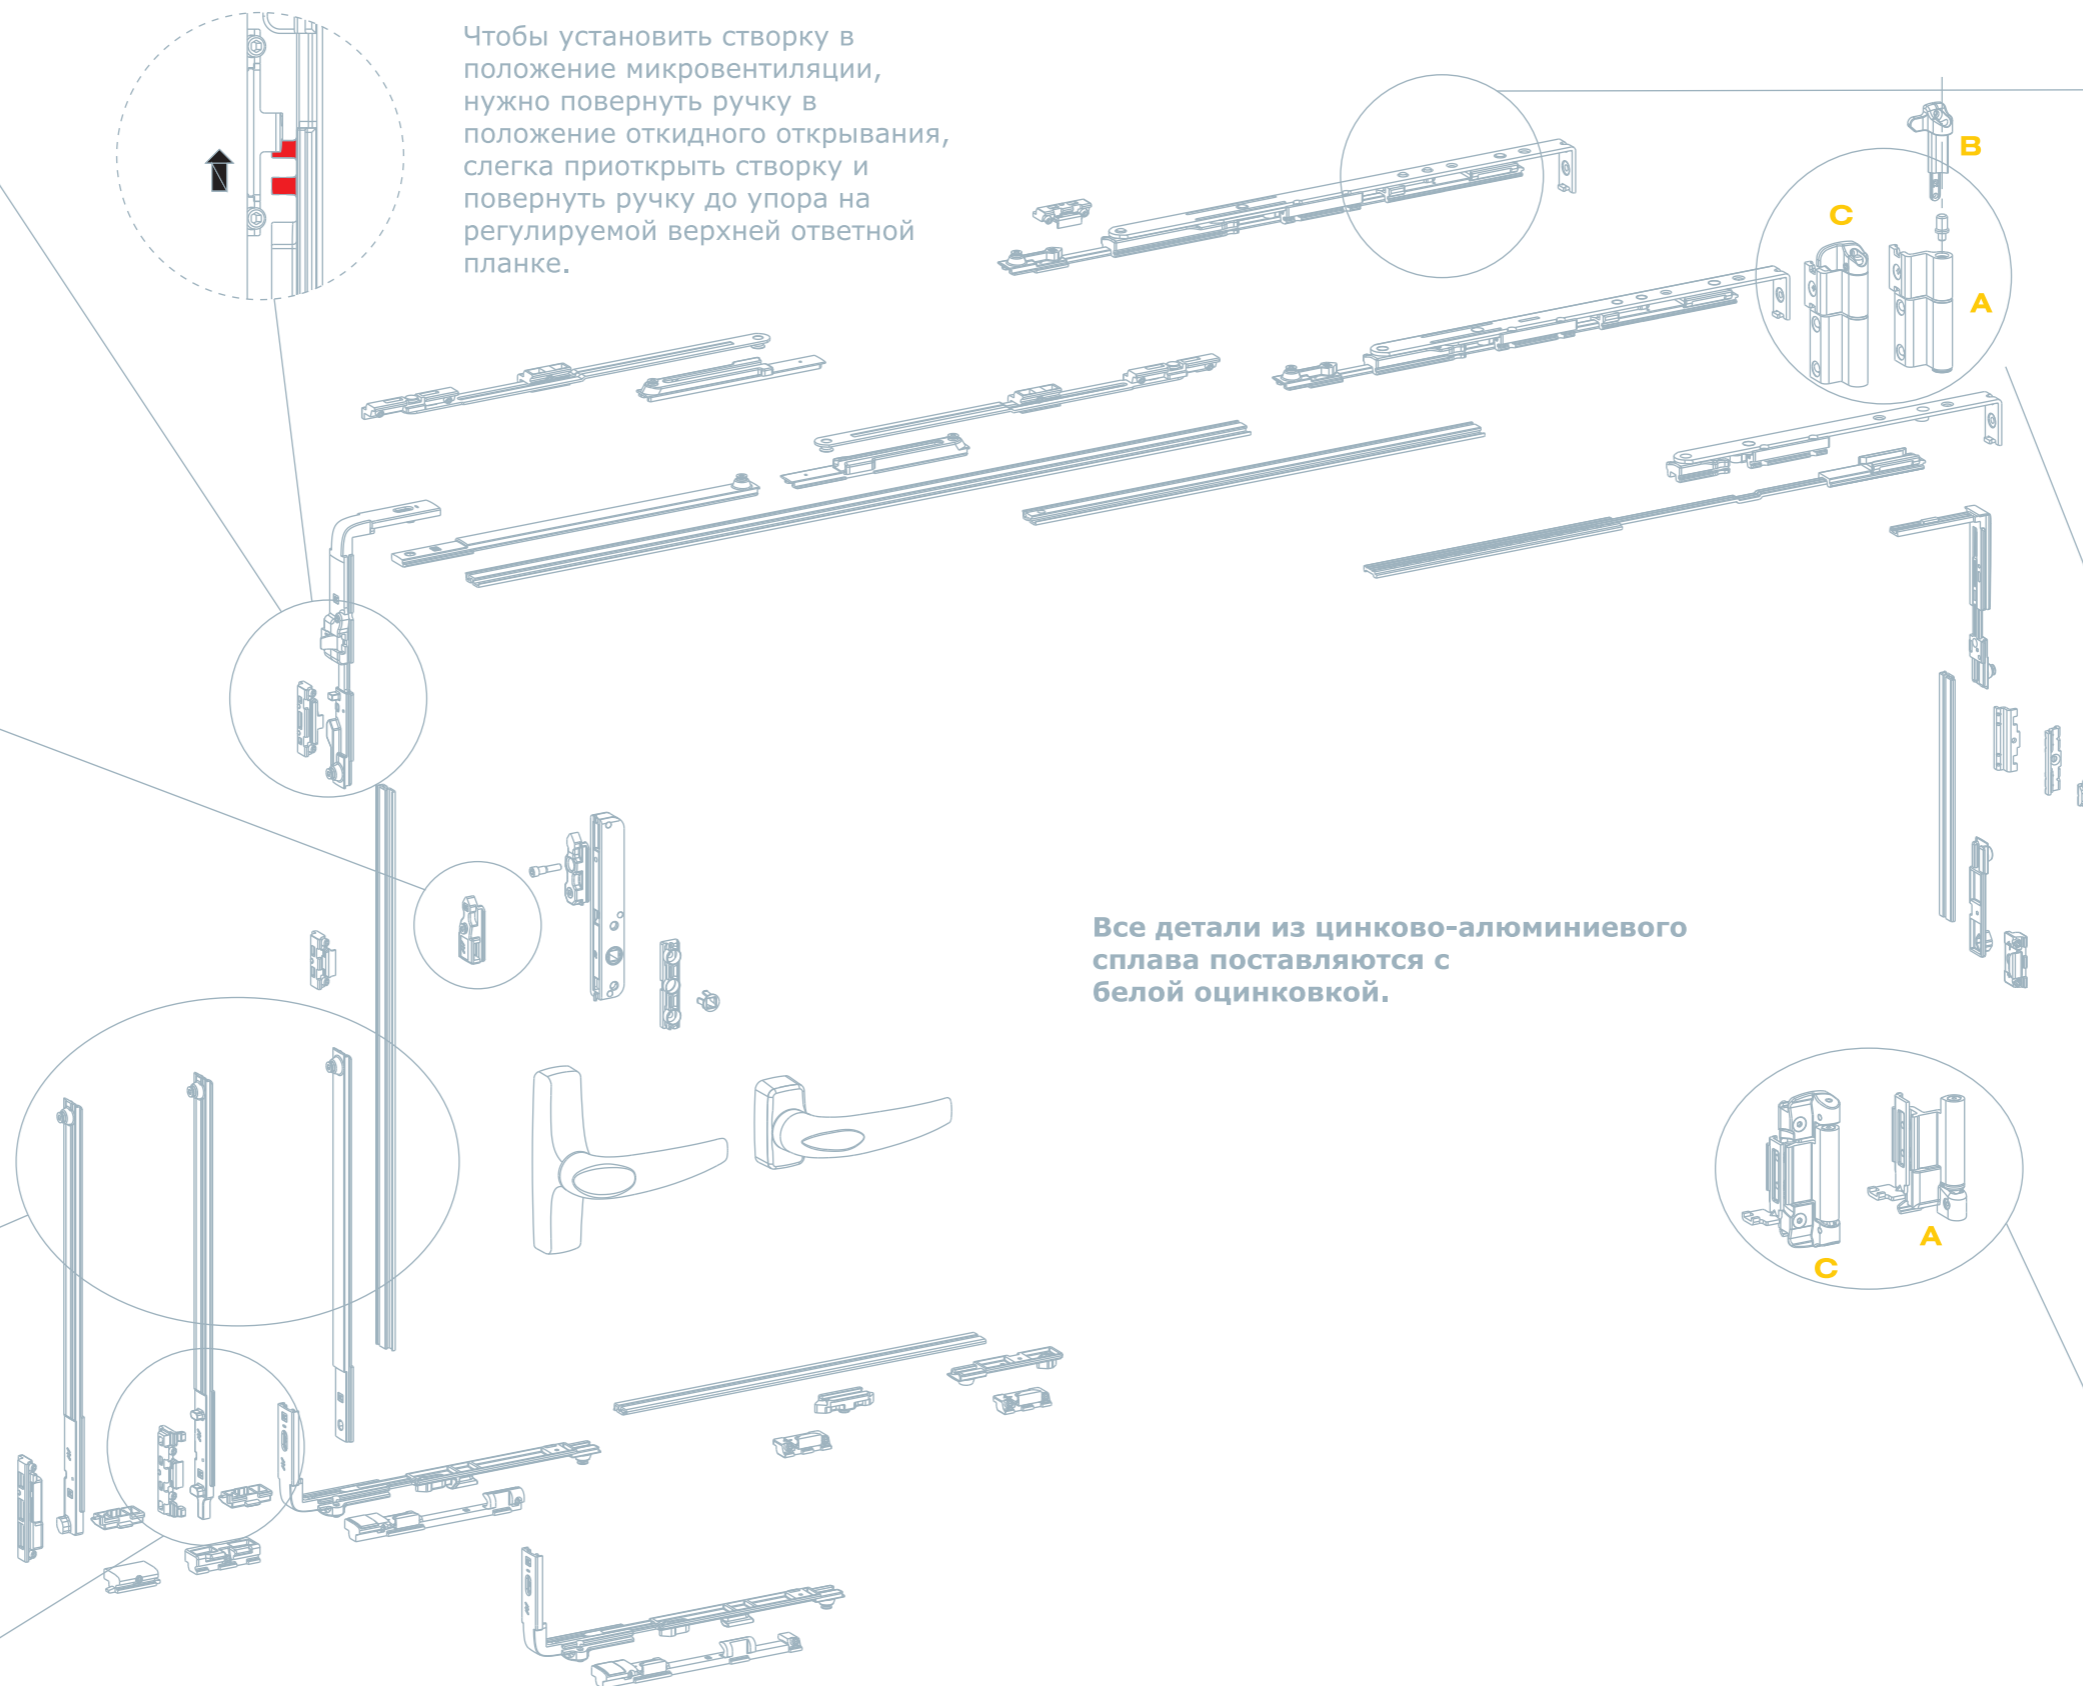 Чтобы установить створку в
положение микровентиляции,
нужно повернуть ручку в
положение откидного открывания,
слегка приоткрыть створку и
повернуть ручку до упора на
регулируемой верхней ответной
планке.
B
C
A
Все детали из цинково-алюминиевого
сплава поставляются с
белой оцинковкой.
A
C